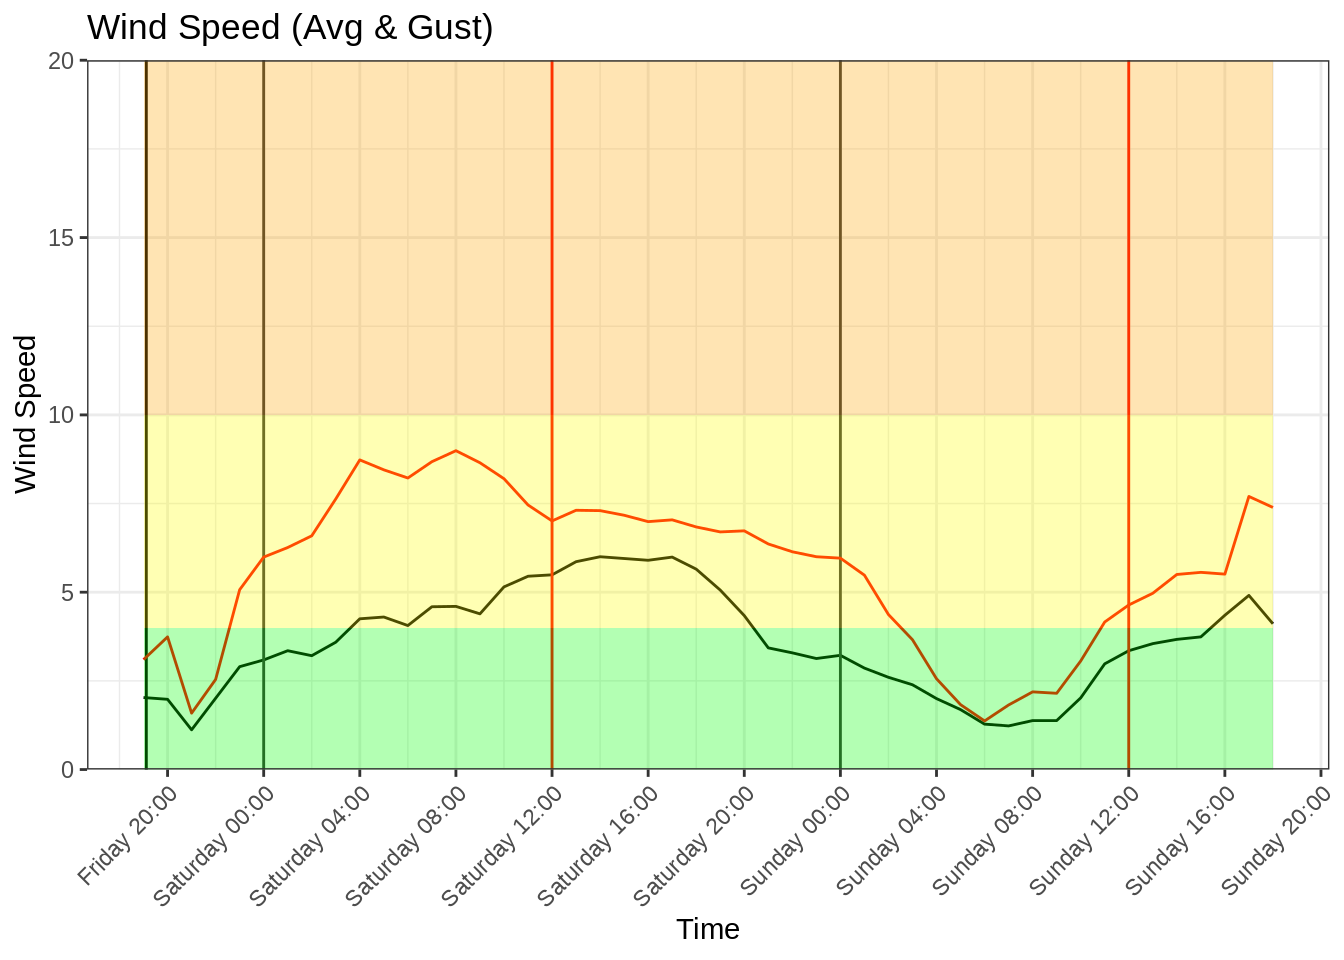 Wind Speed (Avg & Gust)
20
15
10
5
0
Wind Speed
Friday 20:00
Saturday 00:00
Saturday 04:00
Saturday 08:00
Saturday 12:00
Saturday 16:00
Saturday 20:00
Sunday 00:00
Sunday 04:00
Sunday 08:00
Sunday 12:00
Sunday 16:00
Sunday 20:00
Time